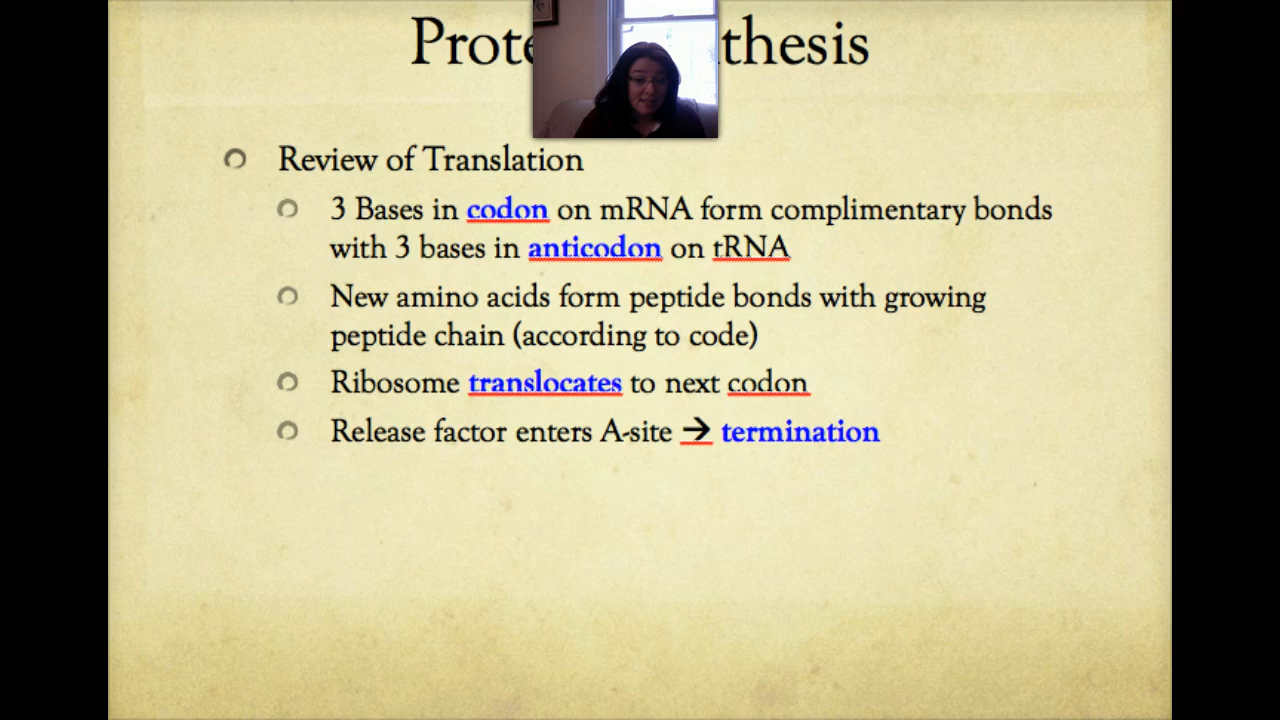 Prote thesis
Review of Translation
3 Bases in codon on mRNA form complimentary bonds
with 3 bases in anticodon on tRNA
New amino acids form peptide bonds with growing
peptide chain (according to code)
Ribosome translocates to next codon
Release factor enters A-site → termination